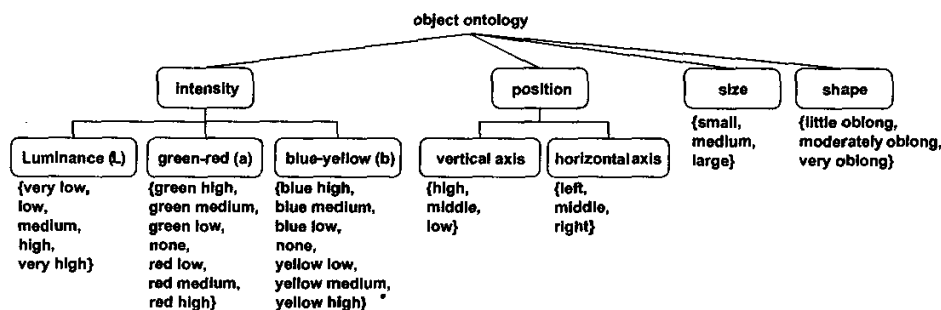 object ontology
intensity
position
size
shape
Luminance (L)
green-red (a)
blue-yellow (b)
vertical axis
horizontal axis
{small,
medium,
large}
{little oblong,
moderately oblong,
very oblong}
{very low,
low,
medium,
high,
very high}
{green high,
green medium,
green low,
none,
red low,
red medium,
red high}
{blue high,
blue medium,
blue low,
none,
yellow low,
yellow medium,
yellow high}
{high,
middle,
low}
{left,
middle,
right}